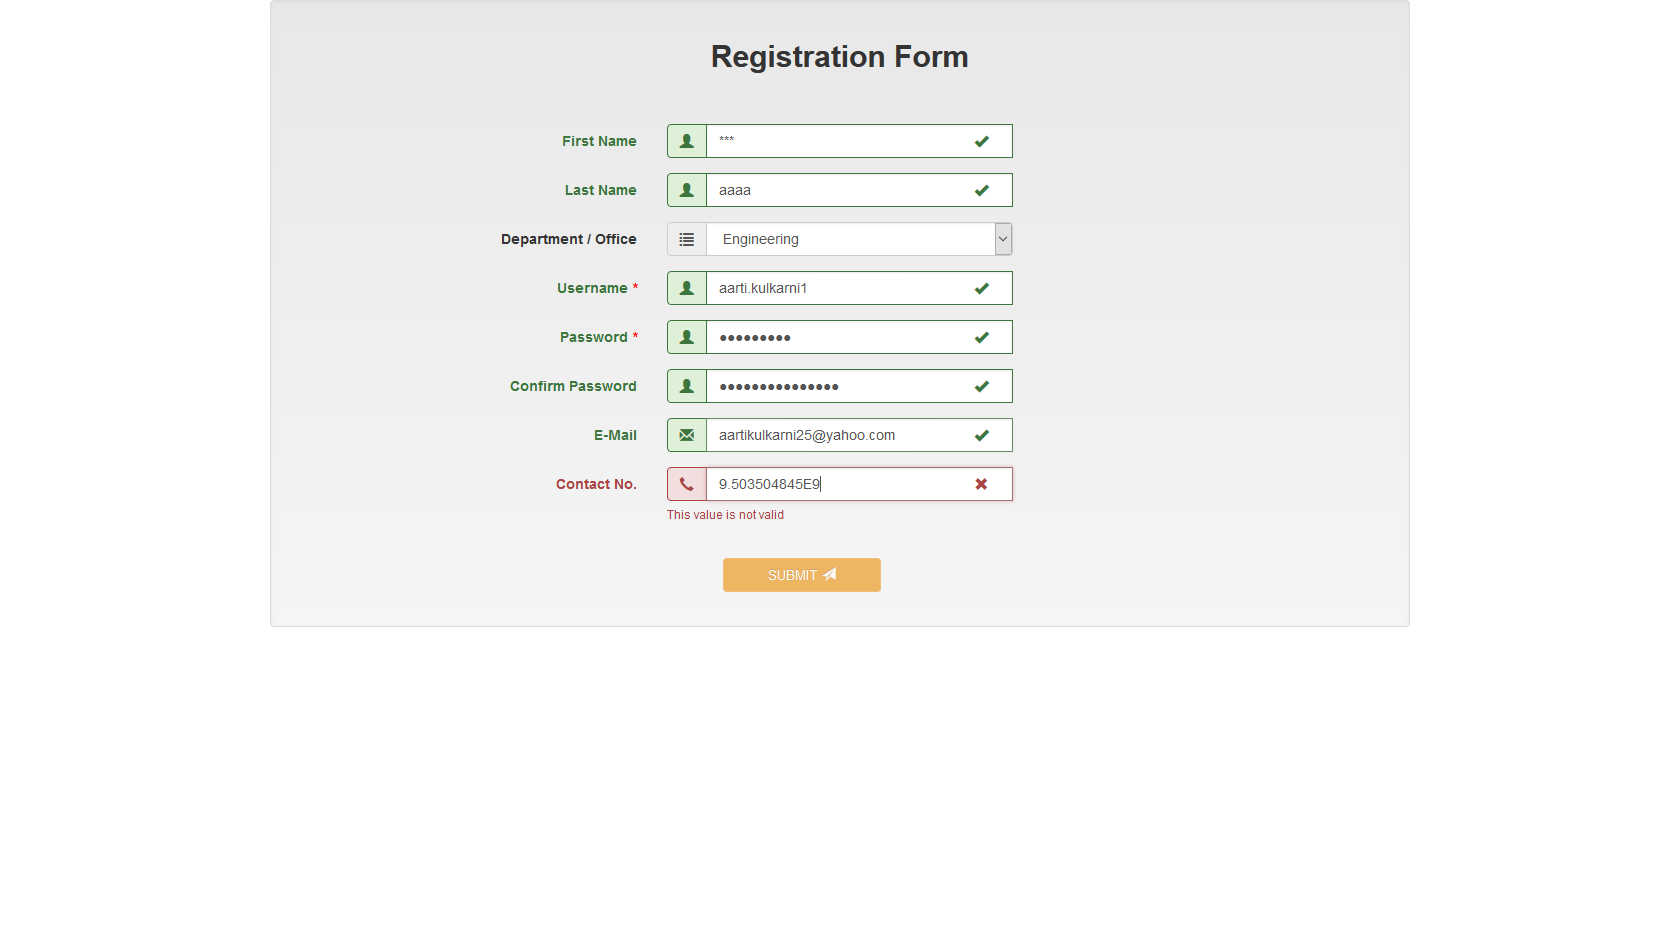 Registration Form
First Name ***
Last Name aaaa
Department / Office Engineering
Username * aarti.kulkarni1
Password * ●●●●●●●●●
Confirm Password ●●●●●●●●●●●●●●●
E-Mail aartikulkarni25@yahoo.com
Contact No. 9.503504845E9
This value is not valid
SUBMIT